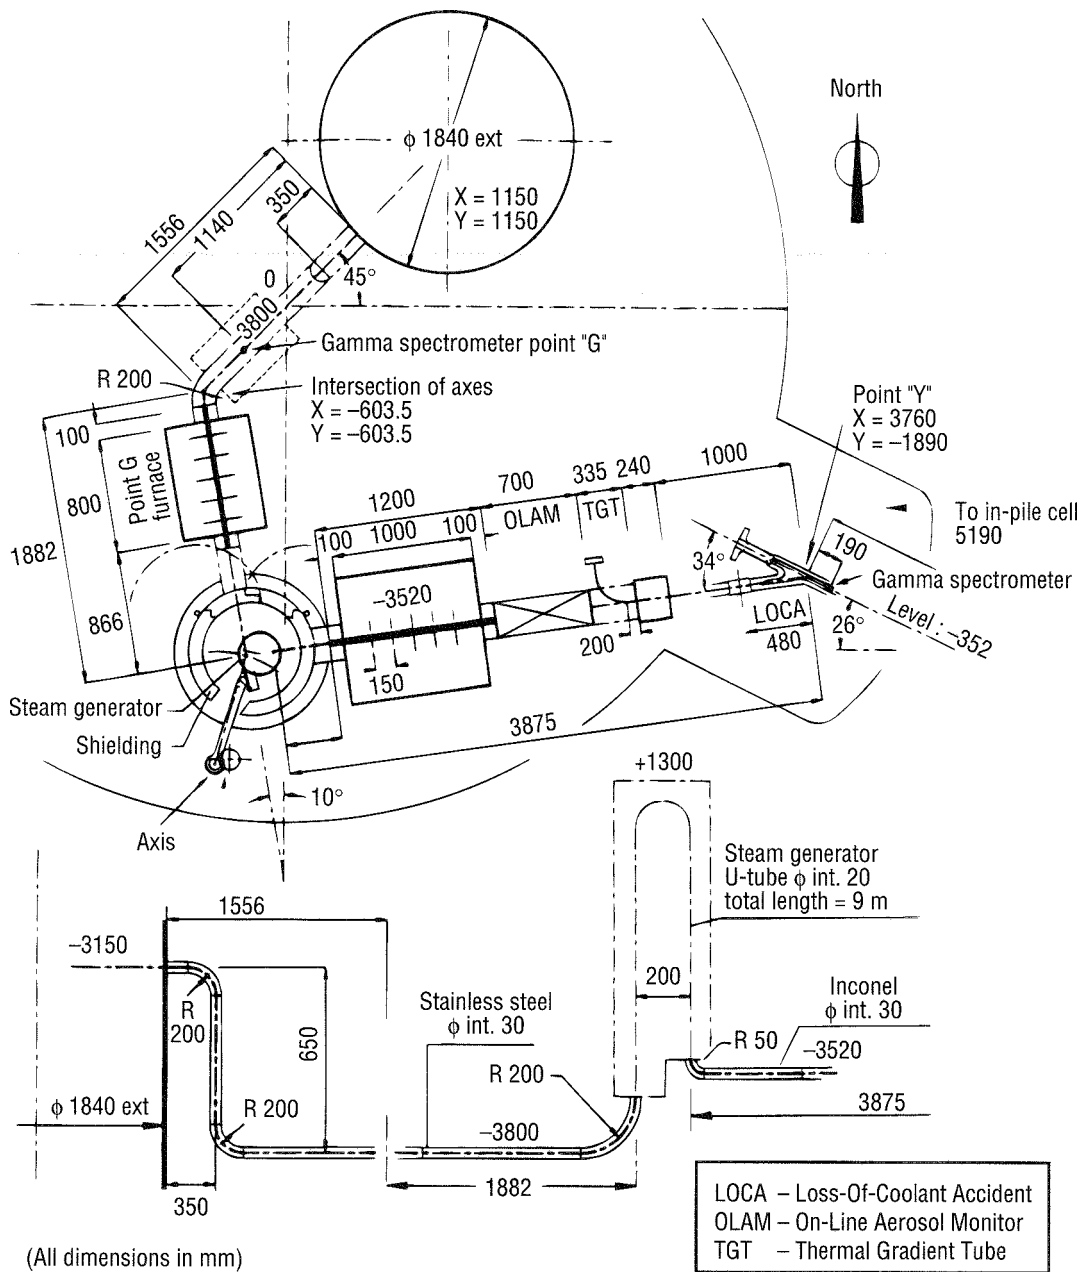 North
φ 1840 ext
X = 1150
Y = 1150
1556
1140
350
0
45°
3800
Gamma spectrometer point "G"
R 200
Intersection of axes
X = –603.5
Y = –603.5
Point "Y"
X = 3760
Y = –1890
100
800
1882
866
Point G
furnace
1200
1000
100
100
700
OLAM
335
TGT
240
1000
To in-pile cell
5190
190
34°
Gamma spectrometer
Level : –352
LOCA
480
26°
–3520
150
200
3875
Steam generator
Shielding
Axis
10°
+1300
Steam generator
U-tube φ int. 20
total length = 9 m
1556
–3150
R
200
650
Stainless steel
φ int. 30
200
Inconel
φ int. 30
R 50
–3520
R 200
3875
φ 1840 ext
R 200
–3800
1882
350
LOCA – Loss-Of-Coolant Accident
OLAM – On-Line Aerosol Monitor
TGT – Thermal Gradient Tube
(All dimensions in mm)